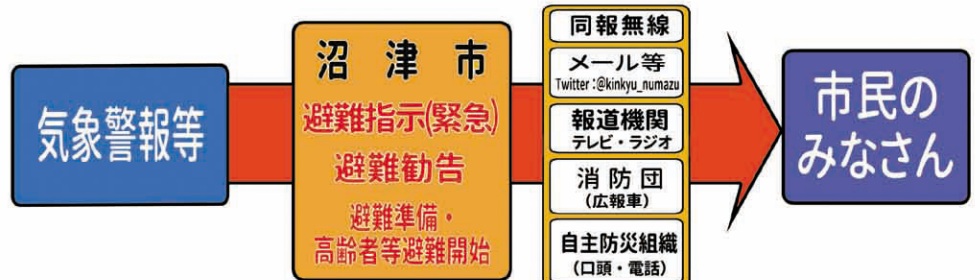 気象警報等
沼津市
避難指示(緊急)
避難勧告
避難準備・
高齢者等避難開始
同報無線
メール等
Twitter:@kinkyu_numazu
報道機関
テレビ・ラジオ
消防団
(広報車)
自主防災組織
(口頭・電話)
市民の
みなさん